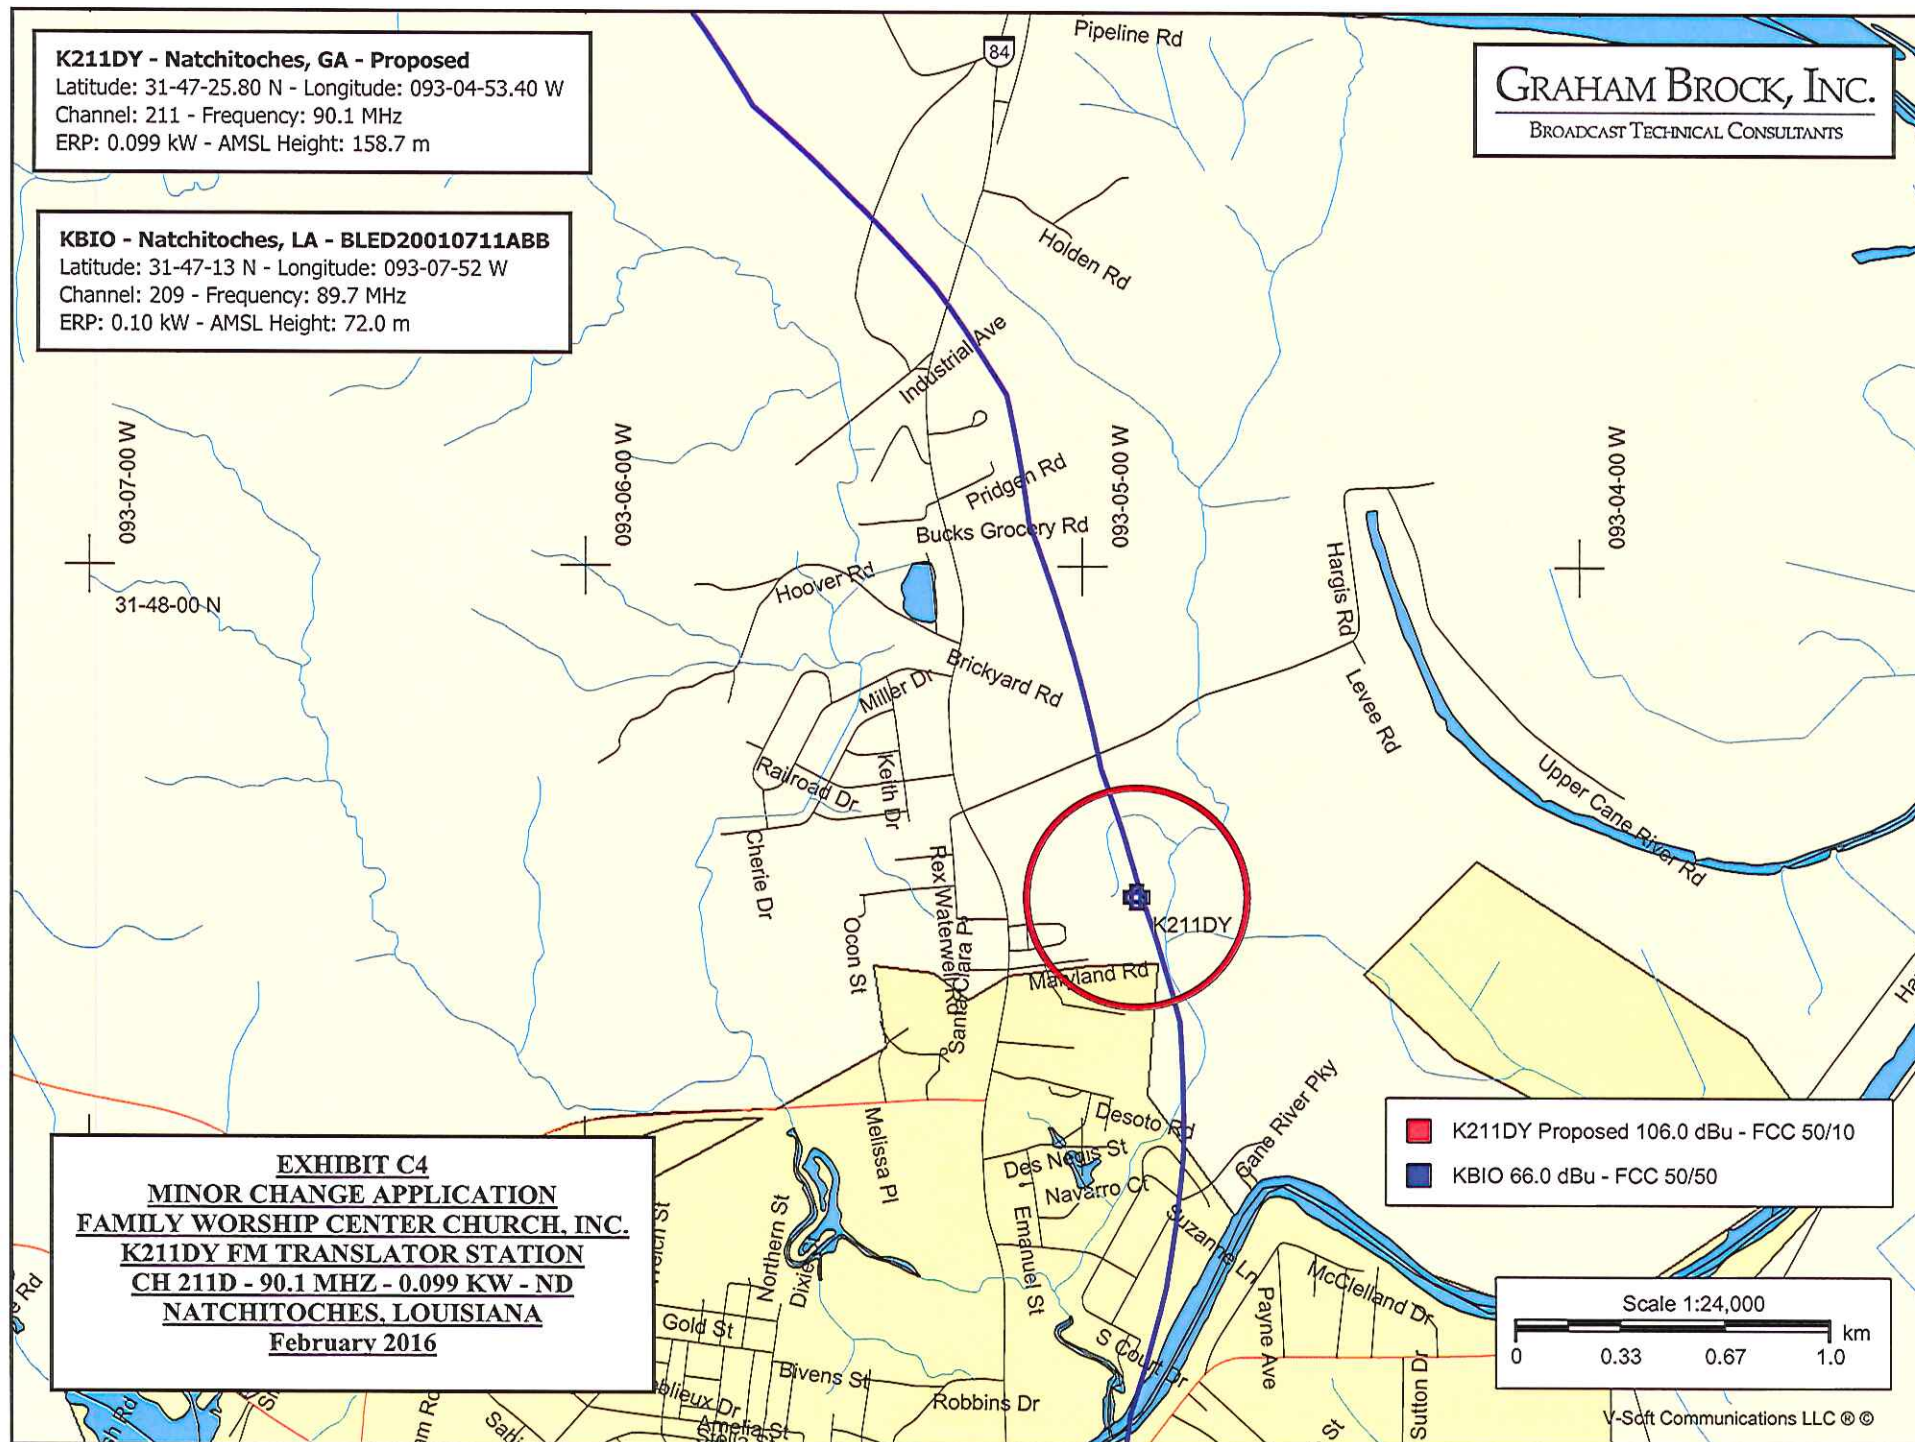 K211DY - Natchitoches, GA - Proposed
Latitude: 31-47-25.80 N - Longitude: 093-04-53.40 W
Channel: 211 - Frequency: 90.1 MHz
ERP: 0.099 kW - AMSL Height: 158.7 m
KBIO - Natchitoches, LA - BLED20010711ABB
Latitude: 31-47-13 N - Longitude: 093-07-52 W
Channel: 209 - Frequency: 89.7 MHz
ERP: 0.10 kW - AMSL Height: 72.0 m
GRAHAM BROCK, INC.
BROADCAST TECHNICAL CONSULTANTS
84
Pipeline Rd
Holden Rd
Industrial Ave
Pridgen Rd
Bucks Grocery Rd
093-07-00 W
093-06-00 W
093-05-00 W
093-04-00 W
31-48-00 N
Hoover Rd
Brickyard Rd
Miller Dr
Hargis Rd
Levee Rd
Railroad Dr
Keith Dr
Cherie Dr
Upper Cane River Rd
Rex Waterwell Rd
Santa Clara Pl
Ocon St
K211DY
Maryland Rd
Melissa Pl
Desoto Rd
Des Negis St
Navarro Ct
Cane River Pky
Emanuel St
Suzanne Ln
Northern St
Dixie
Payne Ave
McClelland Dr
Gold St
Bivens St
S Court Dr
Robbins Dr
Amelia St
Sutton Dr
St
K211DY Proposed 106.0 dBu - FCC 50/10
KBIO 66.0 dBu - FCC 50/50
EXHIBIT C4
MINOR CHANGE APPLICATION
FAMILY WORSHIP CENTER CHURCH, INC.
K211DY FM TRANSLATOR STATION
CH 211D - 90.1 MHZ - 0.099 KW - ND
NATCHITOCHES, LOUISIANA
February 2016
Scale 1:24,000
0 0.33 0.67 1.0 km
V-Soft Communications LLC ® ©